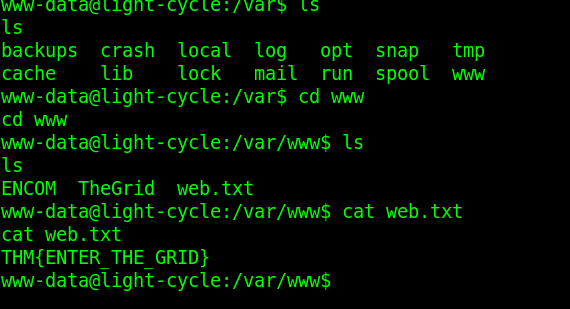 www-data@light-cycle:/var$ ls
ls
backups  crash  local  log   opt  snap   tmp
cache    lib    lock   mail  run  spool  www
www-data@light-cycle:/var$ cd www
cd www
www-data@light-cycle:/var/www$ ls
ls
ENCOM  TheGrid  web.txt
www-data@light-cycle:/var/www$ cat web.txt
cat web.txt
THM{ENTER_THE_GRID}
www-data@light-cycle:/var/www$